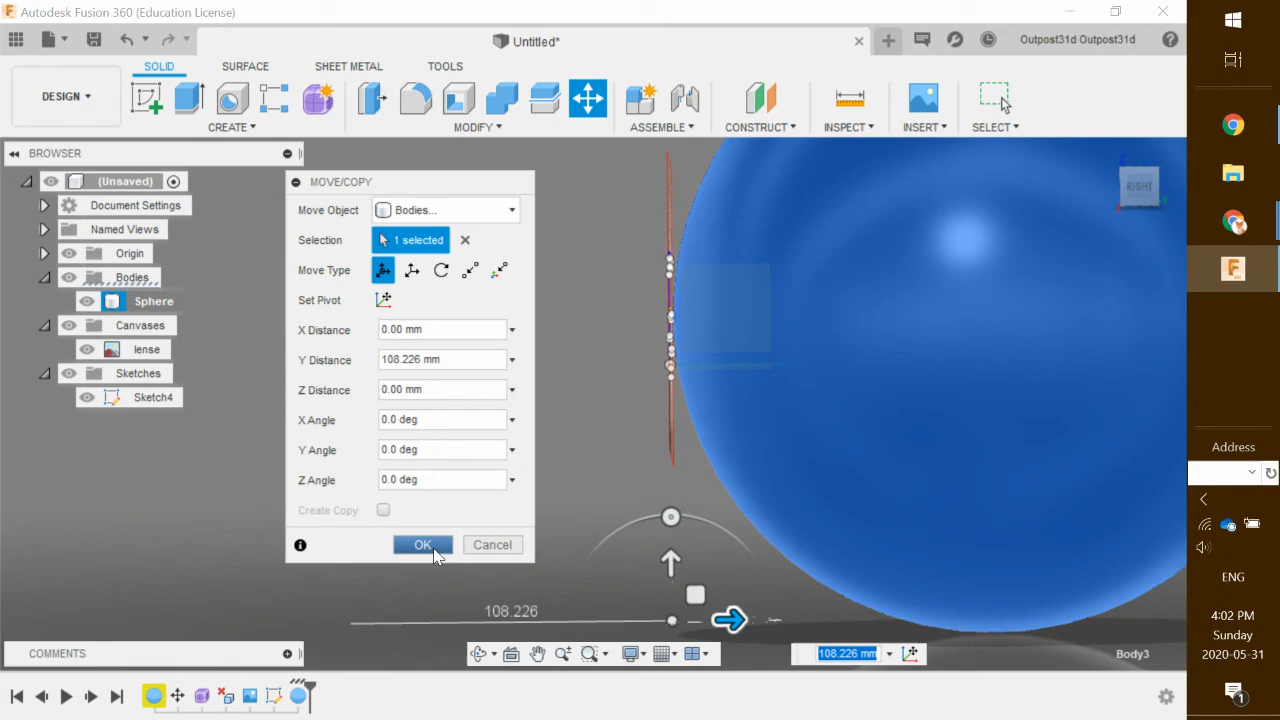 Autodesk Fusion 360 (Education License)
Untitled*
Outpost31d Outpost31d
DESIGN
SOLID
SURFACE
SHEET METAL
TOOLS
CREATE
MODIFY
ASSEMBLE
CONSTRUCT
INSPECT
INSERT
SELECT
BROWSER
(Unsaved)
Document Settings
Named Views
Origin
Bodies
Sphere
Canvases
lense
Sketches
Sketch4
MOVE/COPY
Move Object Bodies...
Selection 1 selected
Move Type
Set Pivot
X Distance 0.00 mm
Y Distance 108.226 mm
Z Distance 0.00 mm
X Angle 0.0 deg
Y Angle 0.0 deg
Z Angle 0.0 deg
Create Copy
OK Cancel
RIGHT
108.226
108.226 mm
Body3
COMMENTS
Address
ENG
4:02 PM
Sunday
2020-05-31
1